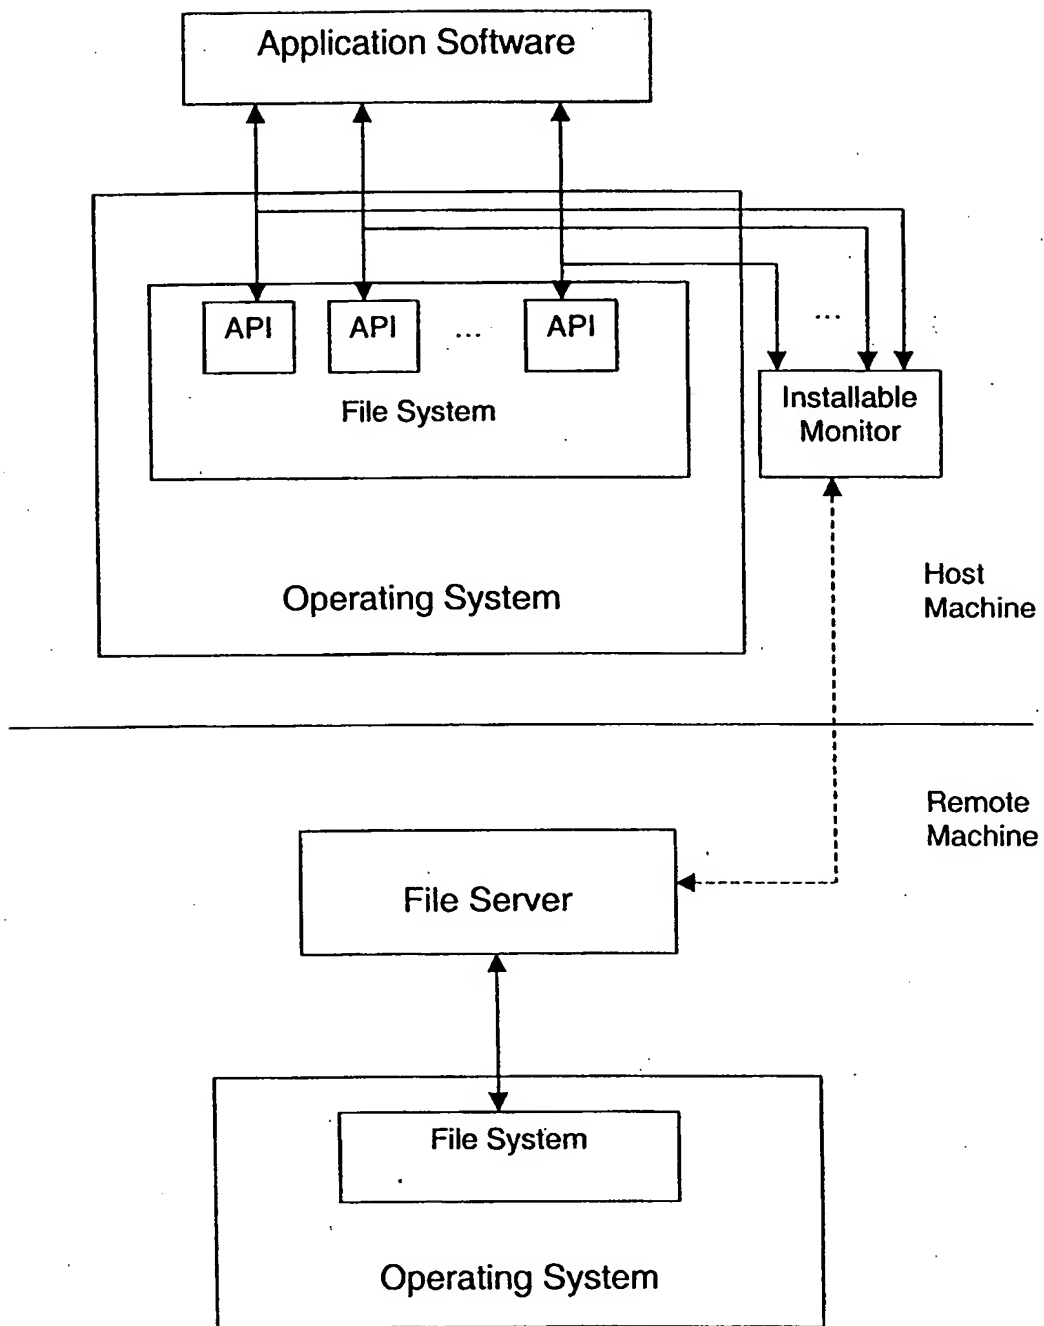 Application Software
API API ... API
...
File System
Installable
Monitor
Operating System
Host
Machine
Remote
Machine
File Server
File System
Operating System